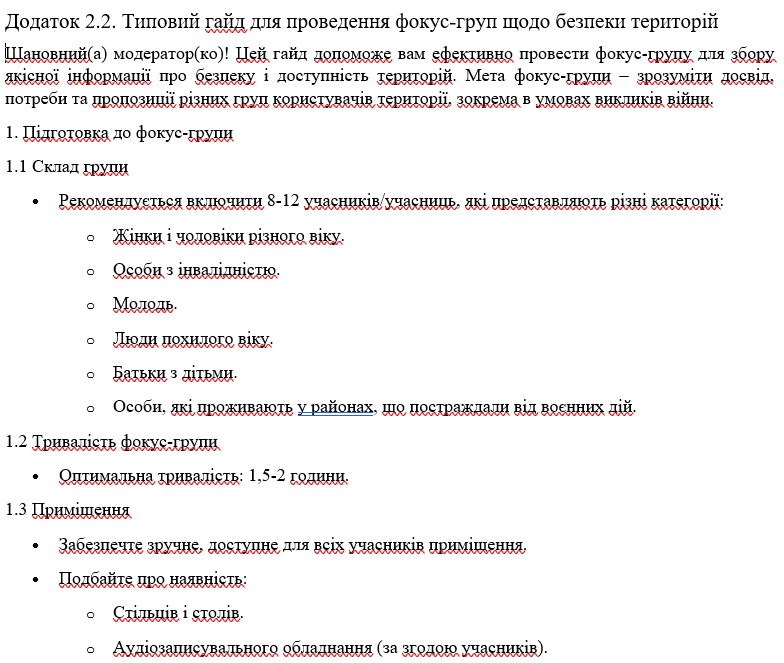 Додаток 2.2. Типовий гайд для проведення фокус-груп щодо безпеки територій
Шановний(а) модератор(ко)! Цей гайд допоможе вам ефективно провести фокус-групу для збору
якісної інформації про безпеку і доступність територій. Мета фокус-групи – зрозуміти досвід,
потреби та пропозиції різних груп користувачів території, зокрема в умовах викликів війни.
1. Підготовка до фокус-групи
1.1 Склад групи
• Рекомендується включити 8-12 учасників/учасниць, які представляють різні категорії:
o Жінки і чоловіки різного віку.
o Особи з інвалідністю.
o Молодь.
o Люди похилого віку.
o Батьки з дітьми.
o Особи, які проживають у районах, що постраждали від воєнних дій.
1.2 Тривалість фокус-групи
• Оптимальна тривалість: 1,5-2 години.
1.3 Приміщення
• Забезпечте зручне, доступне для всіх учасників приміщення.
• Подбайте про наявність:
o Стільців і столів.
o Аудіозаписувального обладнання (за згодою учасників).